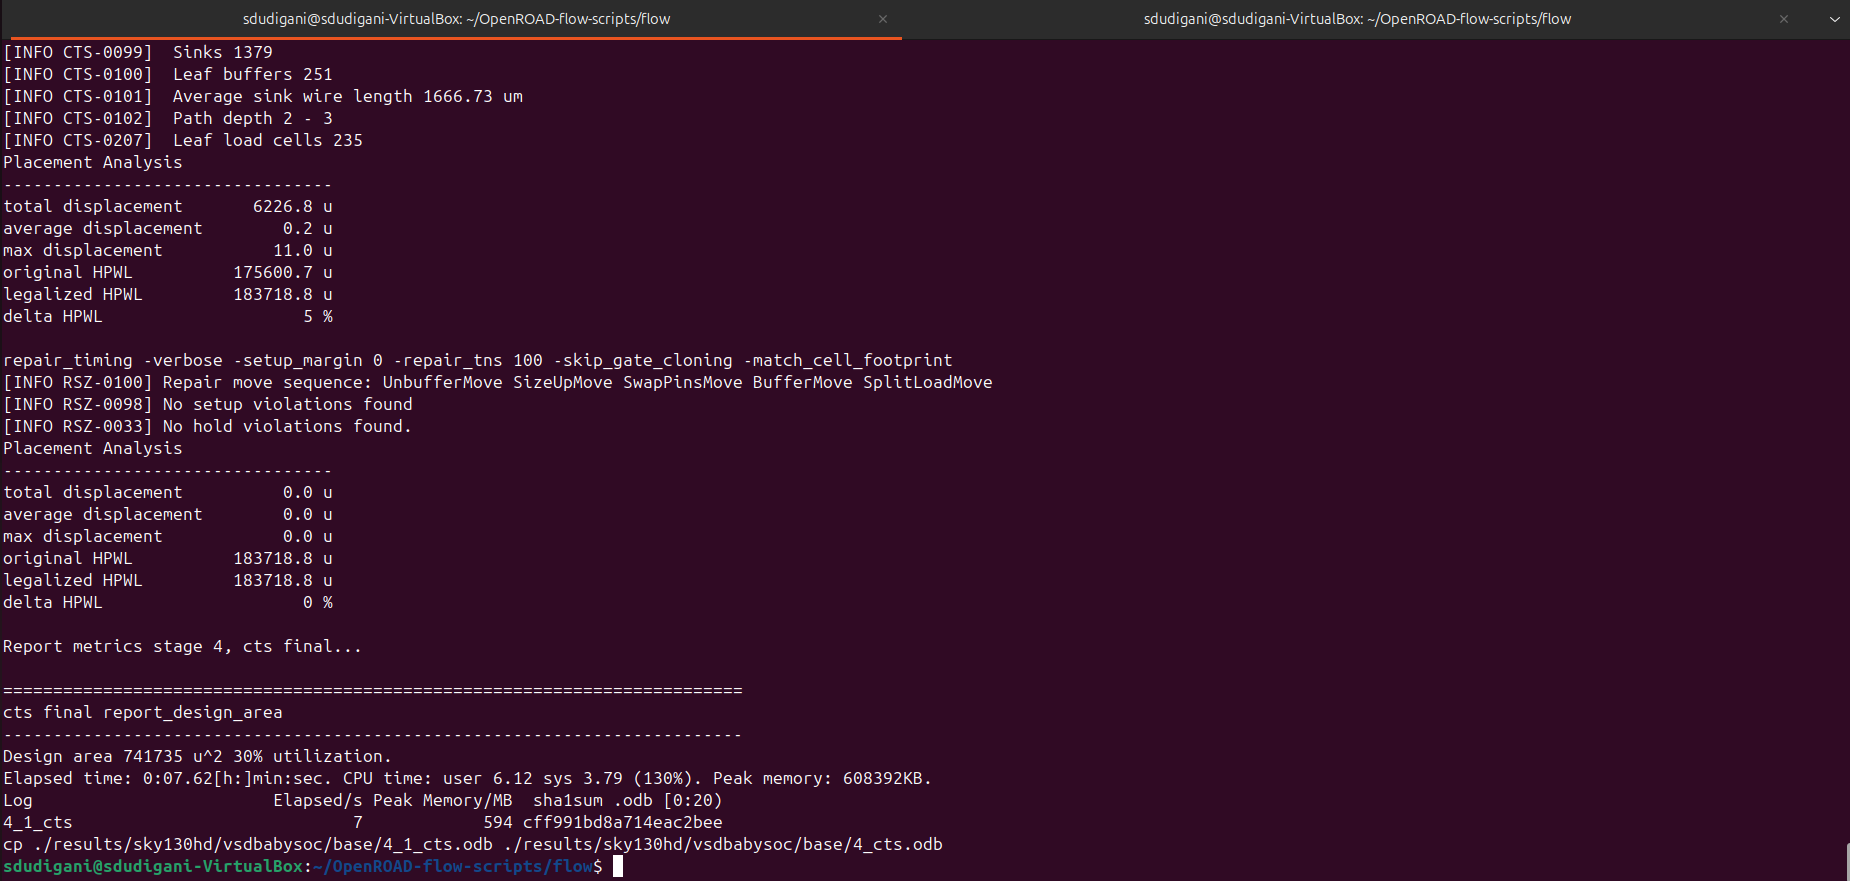 sdudigani@sdudigani-VirtualBox: ~/OpenROAD-flow-scripts/flow × sdudigani@sdudigani-VirtualBox: ~/OpenROAD-flow-scripts/flow ×
[INFO CTS-0099]  Sinks 1379
[INFO CTS-0100]  Leaf buffers 251
[INFO CTS-0101]  Average sink wire length 1666.73 um
[INFO CTS-0102]  Path depth 2 - 3
[INFO CTS-0207]  Leaf load cells 235
Placement Analysis
---------------------------------
total displacement       6226.8 u
average displacement        0.2 u
max displacement           11.0 u
original HPWL          175600.7 u
legalized HPWL         183718.8 u
delta HPWL                    5 %
repair_timing -verbose -setup_margin 0 -repair_tns 100 -skip_gate_cloning -match_cell_footprint
[INFO RSZ-0100] Repair move sequence: UnbufferMove SizeUpMove SwapPinsMove BufferMove SplitLoadMove
[INFO RSZ-0098] No setup violations found
[INFO RSZ-0033] No hold violations found.
Placement Analysis
---------------------------------
total displacement          0.0 u
average displacement        0.0 u
max displacement            0.0 u
original HPWL          183718.8 u
legalized HPWL         183718.8 u
delta HPWL                    0 %
Report metrics stage 4, cts final...
==========================================================================
cts final report_design_area
--------------------------------------------------------------------------
Design area 741735 u^2 30% utilization.
Elapsed time: 0:07.62[h:]min:sec. CPU time: user 6.12 sys 3.79 (130%). Peak memory: 608392KB.
Log                        Elapsed/s Peak Memory/MB  sha1sum .odb [0:20)
4_1_cts                            7            594 cff991bd8a714eac2bee
cp ./results/sky130hd/vsdbabysoc/base/4_1_cts.odb ./results/sky130hd/vsdbabysoc/base/4_cts.odb
sdudigani@sdudigani-VirtualBox:~/OpenROAD-flow-scripts/flow$